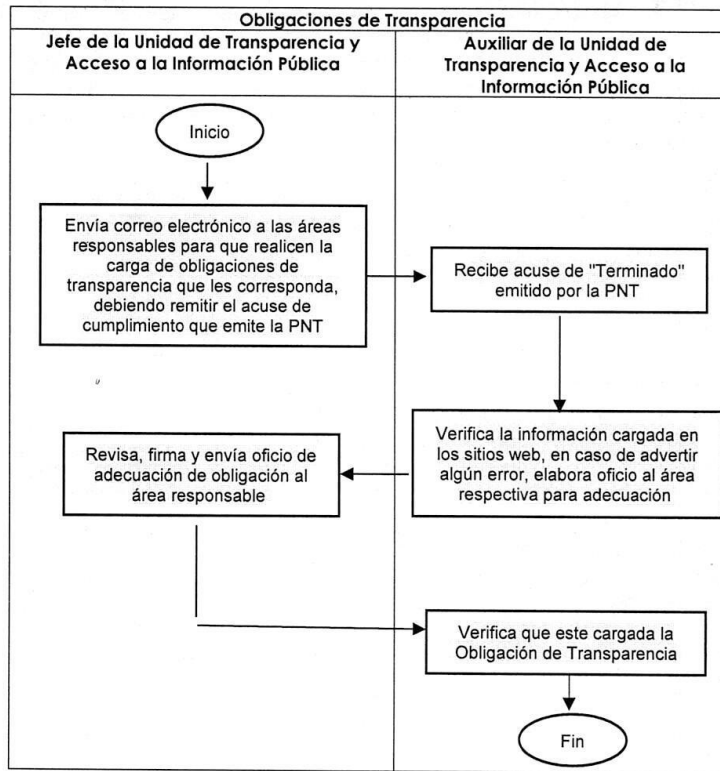 Obligaciones de Transparencia
Jefe de la Unidad de Transparencia y
Acceso a la Información Pública
Auxiliar de la Unidad de
Transparencia y Acceso a la
Información Pública
Inicio
Envía correo electrónico a las áreas
responsables para que realicen la
carga de obligaciones de
transparencia que les corresponda,
debiendo remitir el acuse de
cumplimiento que emite la PNT
Recibe acuse de "Terminado"
emitido por la PNT
Verifica la información cargada en
los sitios web, en caso de advertir
algún error, elabora oficio al área
respectiva para adecuación
Revisa, firma y envía oficio de
adecuación de obligación al
área responsable
Verifica que este cargada la
Obligación de Transparencia
Fin